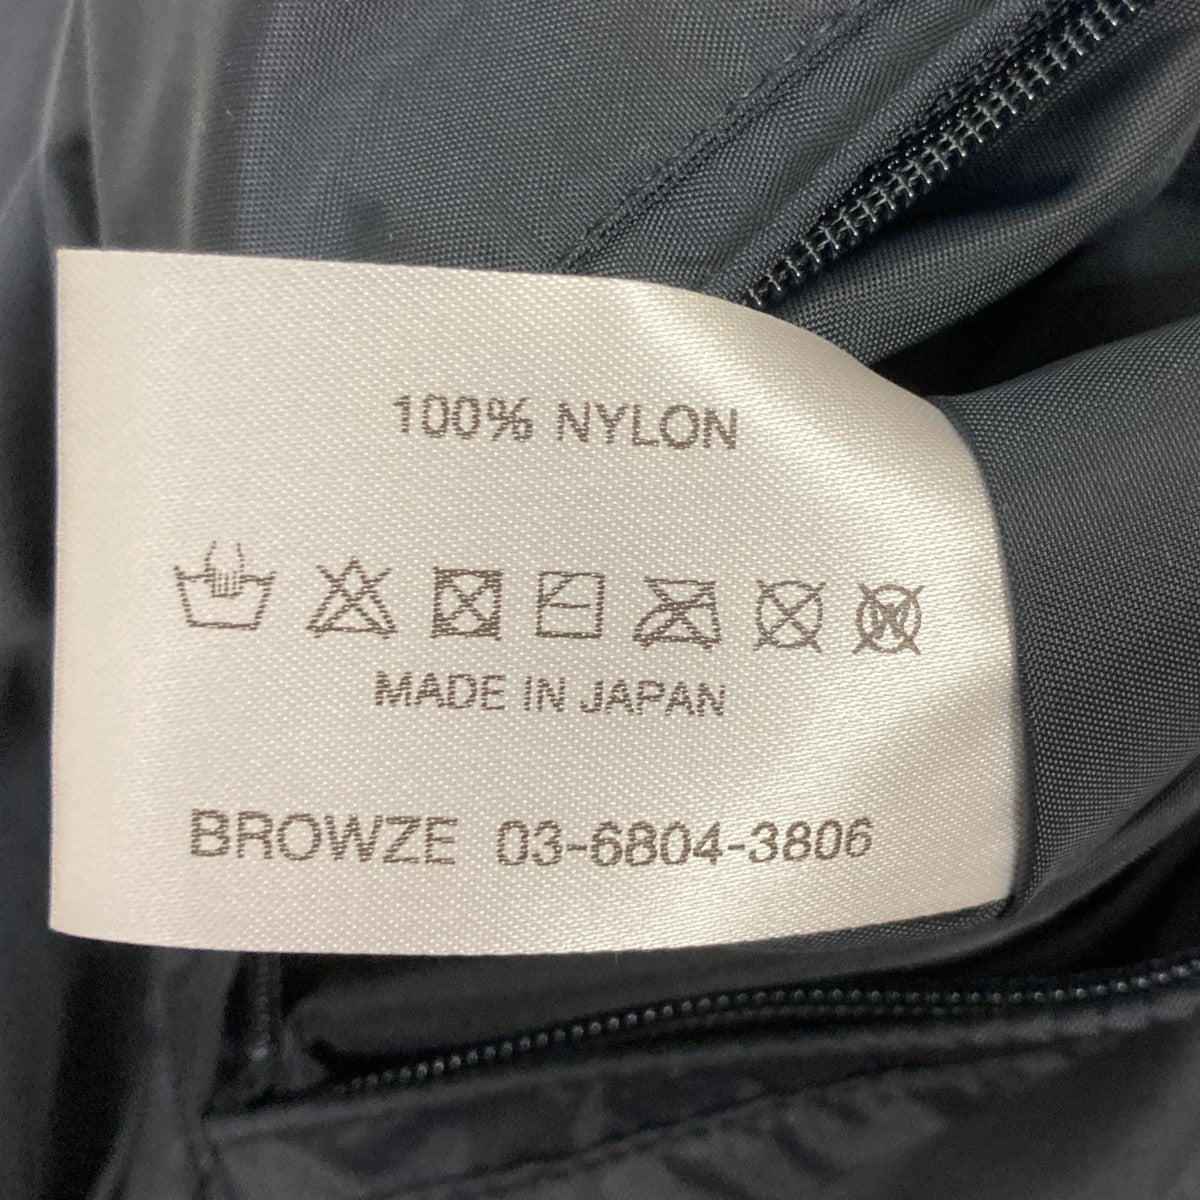 100% NYLON
W
MADE IN JAPAN
BROWZE 03-6804-3806